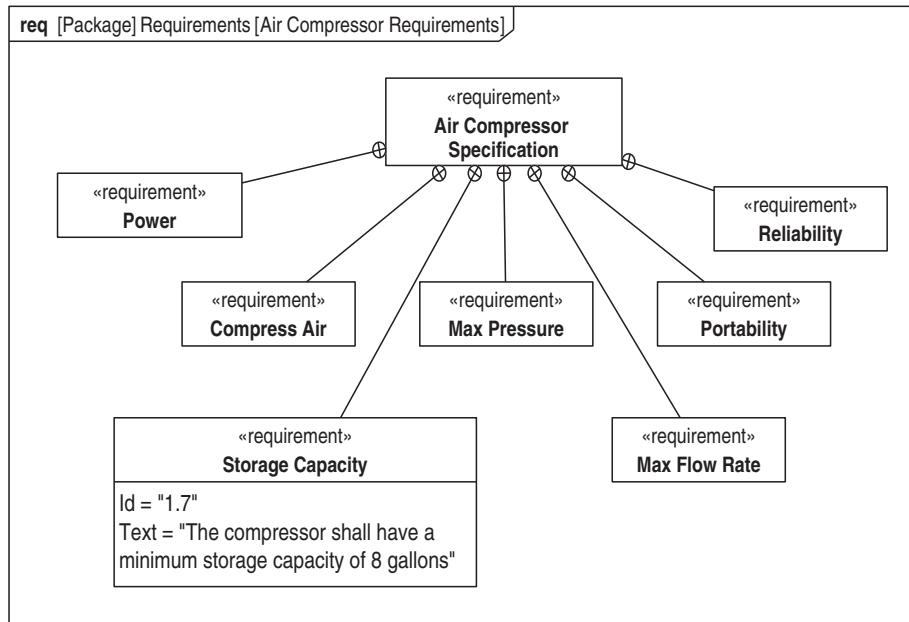 req [Package] Requirements [Air Compressor Requirements]
«requirement»
Air Compressor
Specification
«requirement»
Power
«requirement»
Reliability
«requirement»
Compress Air
«requirement»
Max Pressure
«requirement»
Portability
«requirement»
Storage Capacity
Id = "1.7"
Text = "The compressor shall have a
minimum storage capacity of 8 gallons"
«requirement»
Max Flow Rate